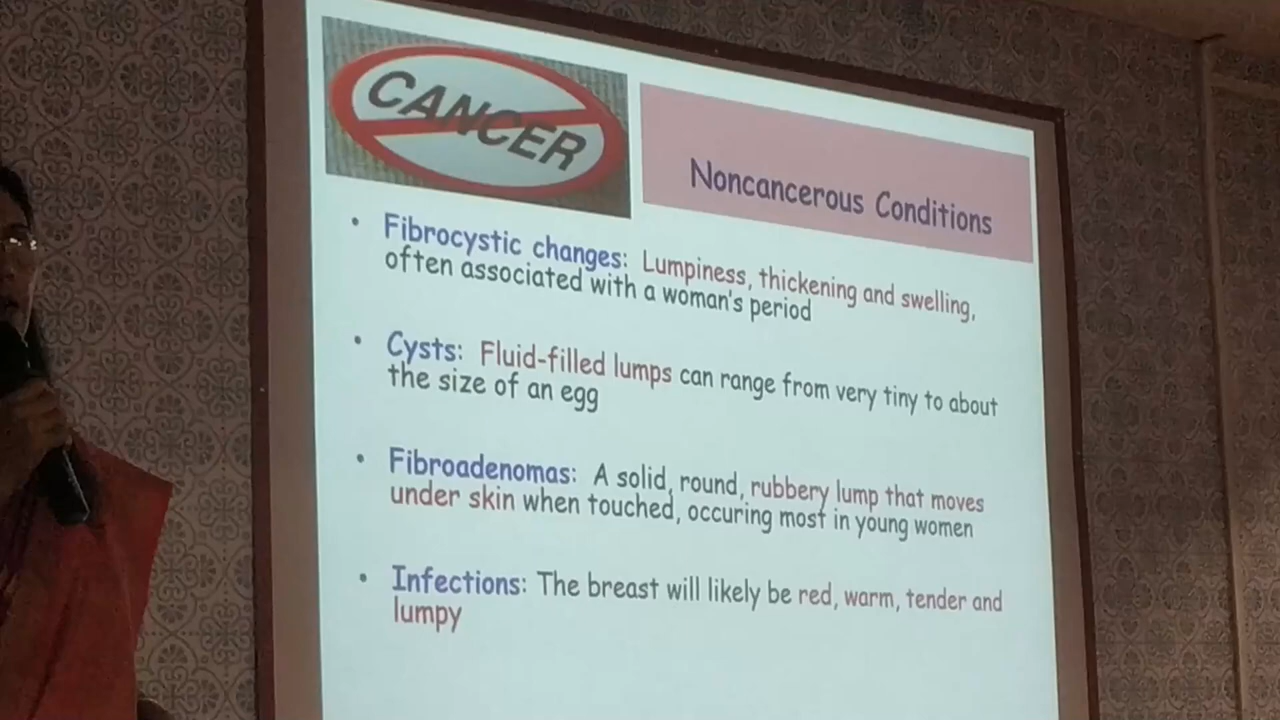 CANCER
Noncancerous Conditions
• Fibrocystic changes: Lumpiness, thickening and swelling,
often associated with a woman's period
• Cysts: Fluid-filled lumps can range from very tiny to about
the size of an egg
• Fibroadenomas: A solid, round, rubbery lump that moves
under skin when touched, occuring most in young women
• Infections: The breast will likely be red, warm, tender and
lumpy